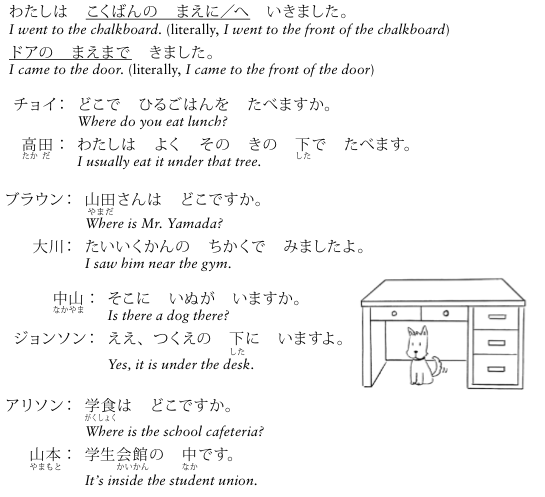 わたしは　こくばんの　まえに／へ　いきました。
I went to the chalkboard. (literally, I went to the front of the chalkboard)
ドアの　まえまで　きました。
I came to the door. (literally, I came to the front of the door)
チョイ：　どこで　ひるごはんを　たべますか。
Where do you eat lunch?
高田：　わたしは　よく　その　きの　下で　たべます。
たか だ　した
I usually eat it under that tree.
ブラウン：　山田さんは　どこですか。
やまだ
Where is Mr. Yamada?
大川：　たいいくかんの　ちかくで　みましたよ。
I saw him near the gym.
中山：　そこに　いぬが　いますか。
なかやま
Is there a dog there?
ジョンソン：　ええ、つくえの　下に　いますよ。
した
Yes, it is under the desk.
アリソン：　学食は　どこですか。
がくしょく
Where is the school cafeteria?
山本：　学生会館の　中です。
やまもと　かいかん　なか
It's inside the student union.